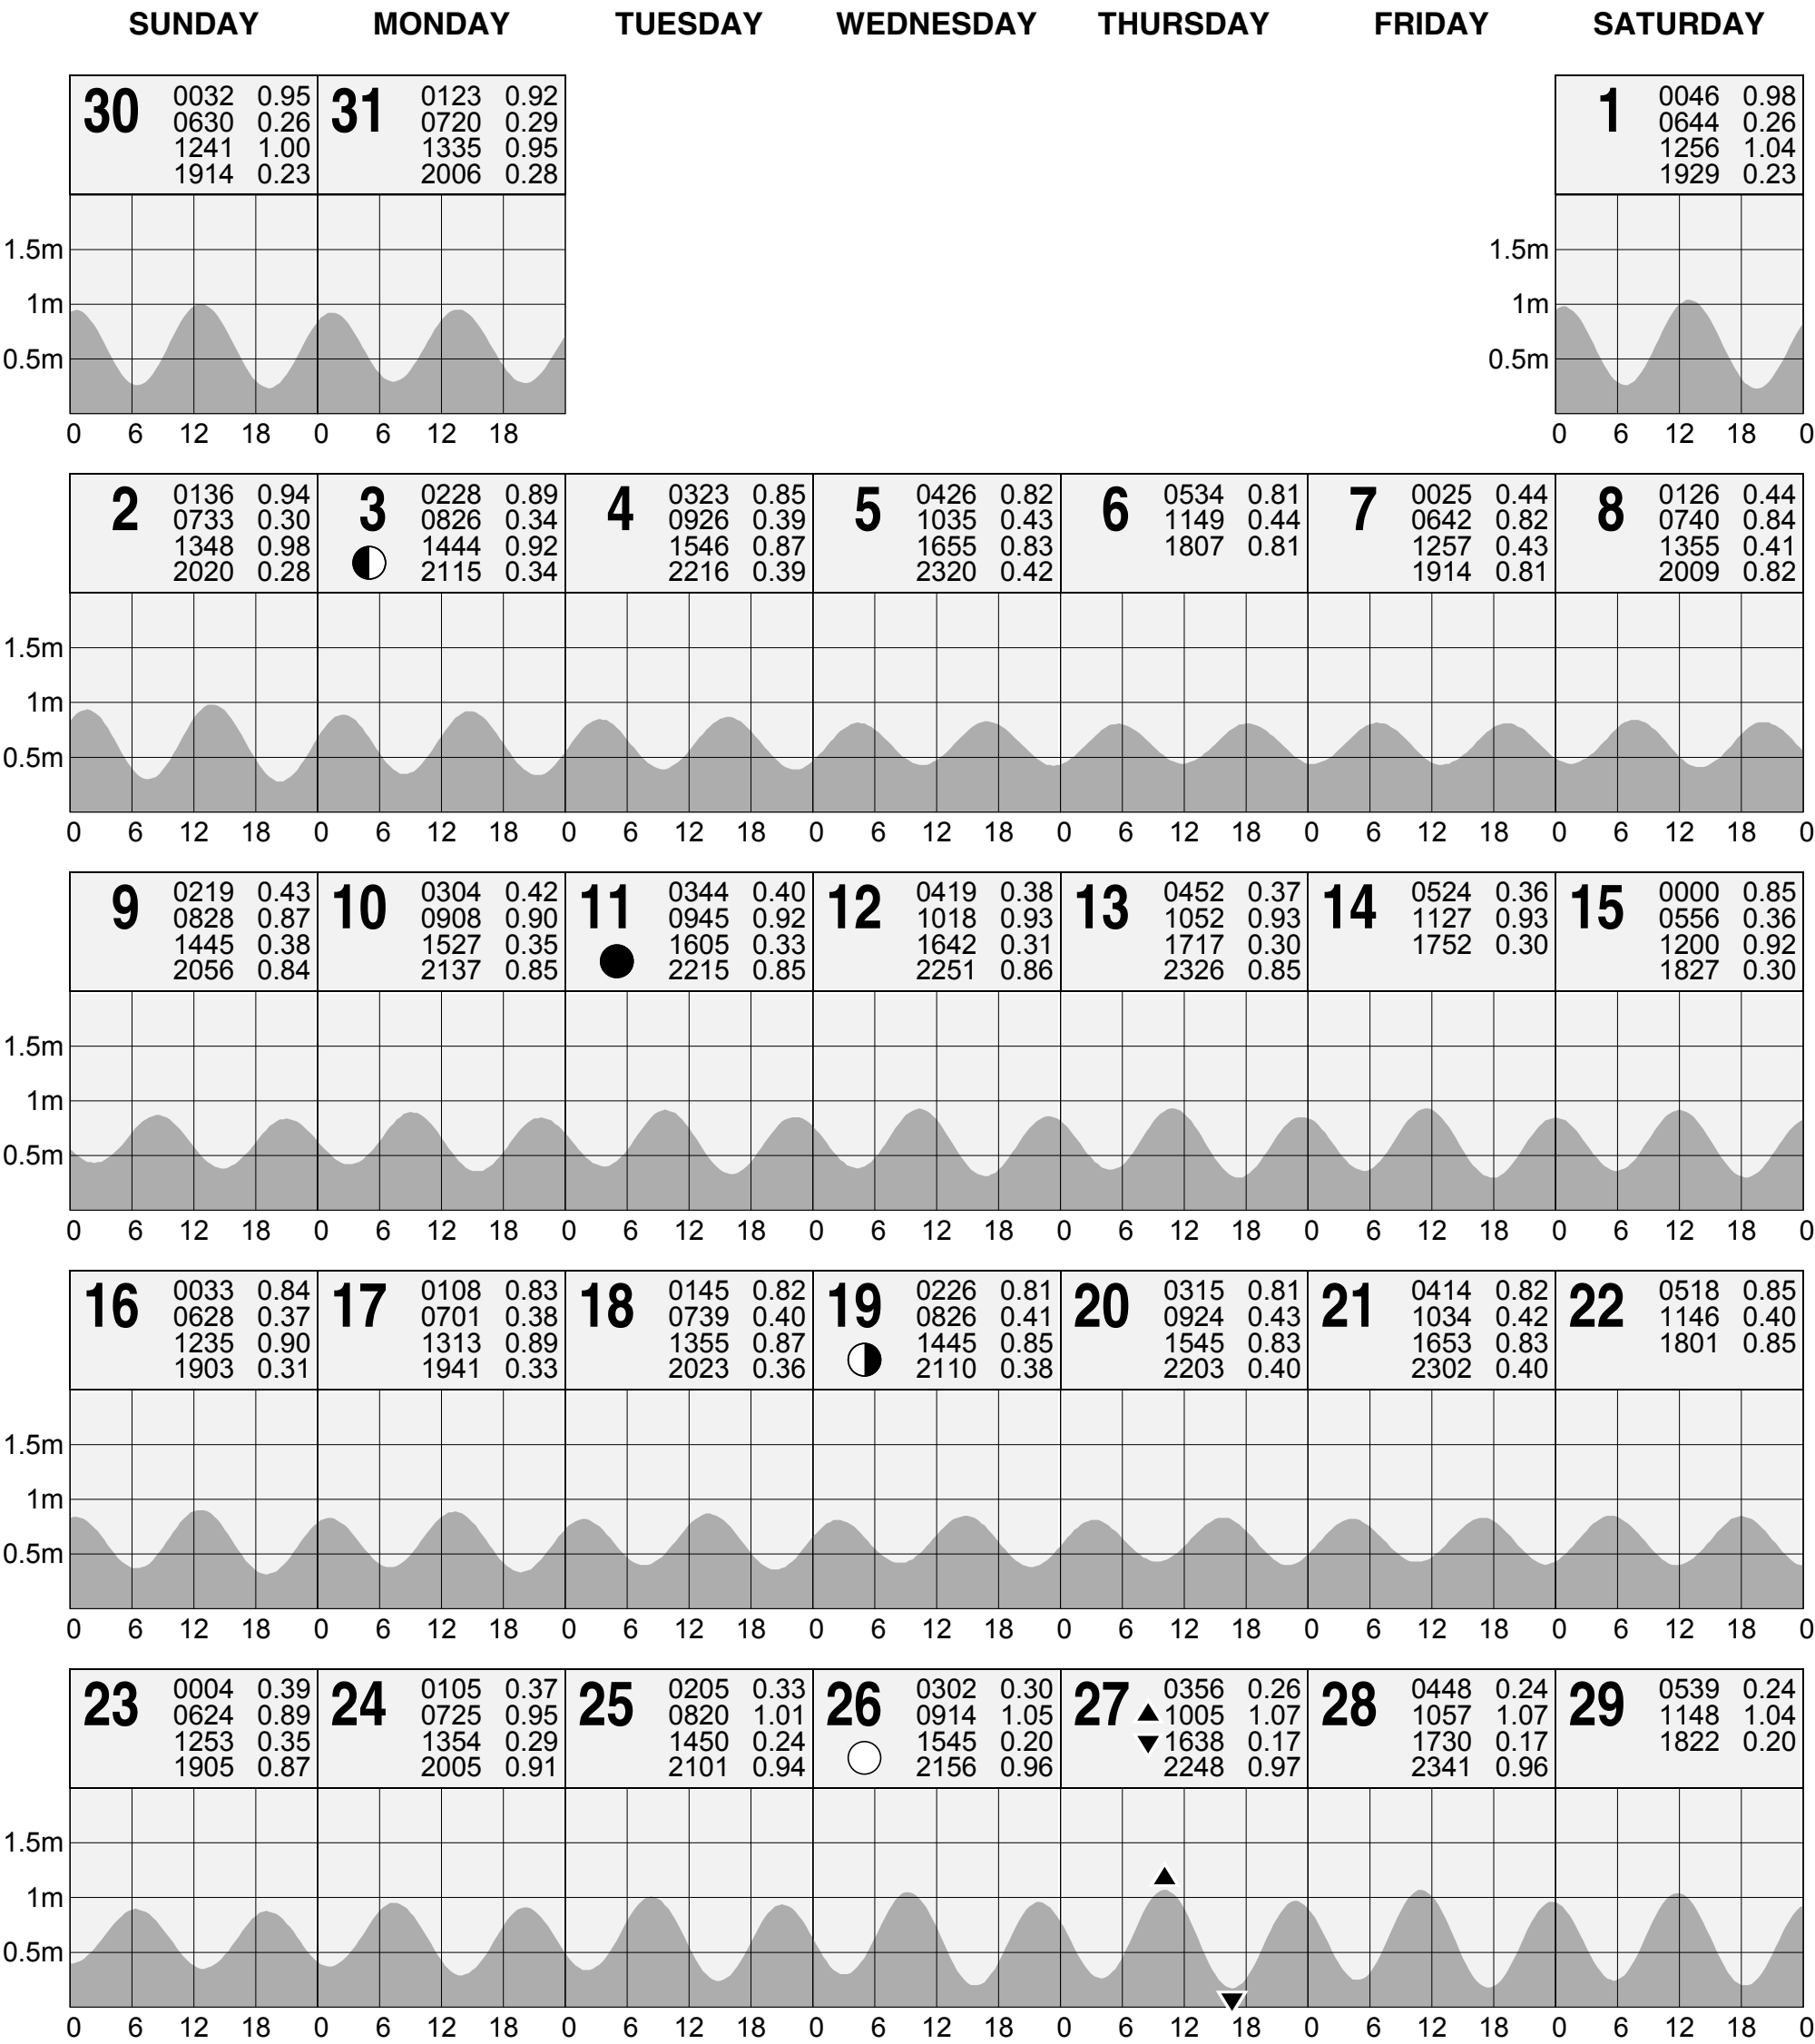 SUNDAY MONDAY TUESDAY WEDNESDAY THURSDAY FRIDAY SATURDAY
30 0032 0.95 31 0123 0.92 1 0046 0.98
0630 0.26 0720 0.29 0644 0.26
1241 1.00 1335 0.95 1256 1.04
1914 0.23 2006 0.28 1929 0.23
1.5m 1.5m
1m 1m
0.5m 0.5m
0 6 12 18 0 6 12 18 0 6 12 18 0
2 0136 0.94 3 0228 0.89 4 0323 0.85 5 0426 0.82 6 0534 0.81 7 0025 0.44 8 0126 0.44
0733 0.30 0826 0.34 0926 0.39 1035 0.43 1149 0.44 0642 0.82 0740 0.84
1348 0.98 1444 0.92 1546 0.87 1655 0.83 1807 0.81 1257 0.43 1355 0.41
2020 0.28 2115 0.34 2216 0.39 2320 0.42 1914 0.81 2009 0.82
1.5m
1m
0.5m
0 6 12 18 0 6 12 18 0 6 12 18 0 6 12 18 0 6 12 18 0 6 12 18 0 6 12 18 0
9 0219 0.43 10 0304 0.42 11 0344 0.40 12 0419 0.38 13 0452 0.37 14 0524 0.36 15 0000 0.85
0828 0.87 0908 0.90 0945 0.92 1018 0.93 1052 0.93 1127 0.93 0556 0.36
1445 0.38 1527 0.35 1605 0.33 1642 0.31 1717 0.30 1752 0.30 1200 0.92
2056 0.84 2137 0.85 2215 0.85 2251 0.86 2326 0.85 1827 0.30
1.5m
1m
0.5m
0 6 12 18 0 6 12 18 0 6 12 18 0 6 12 18 0 6 12 18 0 6 12 18 0 6 12 18 0
16 0033 0.84 17 0108 0.83 18 0145 0.82 19 0226 0.81 20 0315 0.81 21 0414 0.82 22 0518 0.85
0628 0.37 0701 0.38 0739 0.40 0826 0.41 0924 0.43 1034 0.42 1146 0.40
1235 0.90 1313 0.89 1355 0.87 1445 0.85 1545 0.83 1653 0.83 1801 0.85
1903 0.31 1941 0.33 2023 0.36 2110 0.38 2203 0.40 2302 0.40
1.5m
1m
0.5m
0 6 12 18 0 6 12 18 0 6 12 18 0 6 12 18 0 6 12 18 0 6 12 18 0 6 12 18 0
23 0004 0.39 24 0105 0.37 25 0205 0.33 26 0302 0.30 27 0356 0.26 28 0448 0.24 29 0539 0.24
0624 0.89 0725 0.95 0820 1.01 0914 1.05 1005 1.07 1057 1.07 1148 1.04
1253 0.35 1354 0.29 1450 0.24 1545 0.20 1638 0.17 1730 0.17 1822 0.20
1905 0.87 2005 0.91 2101 0.94 2156 0.96 2248 0.97 2341 0.96
1.5m
1m
0.5m
0 6 12 18 0 6 12 18 0 6 12 18 0 6 12 18 0 6 12 18 0 6 12 18 0 6 12 18 0